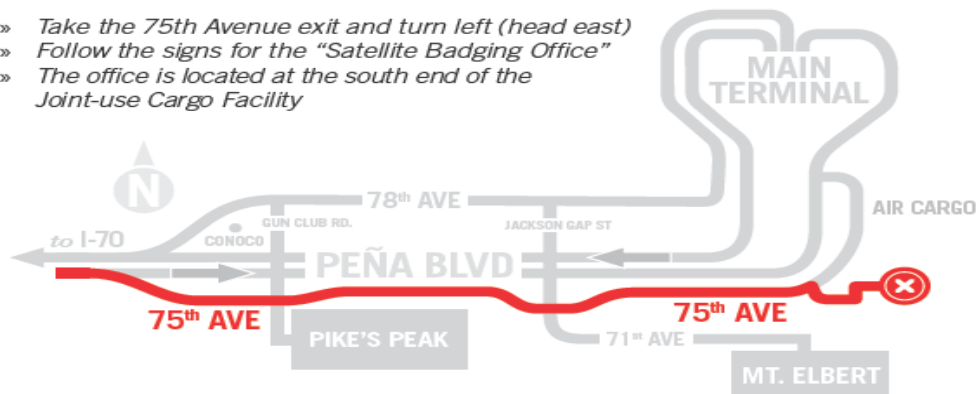 » Take the 75th Avenue exit and turn left (head east)
» Follow the signs for the “Satellite Badging Office”
» The office is located at the south end of the
Joint-use Cargo Facility
MAIN
TERMINAL
N
78th AVE
AIR CARGO
GUN CLUB RD.
JACKSON GAP ST
to I-70
CONOCO
PEÑA BLVD
75th AVE
75th AVE
PIKE'S PEAK
71st AVE
MT. ELBERT